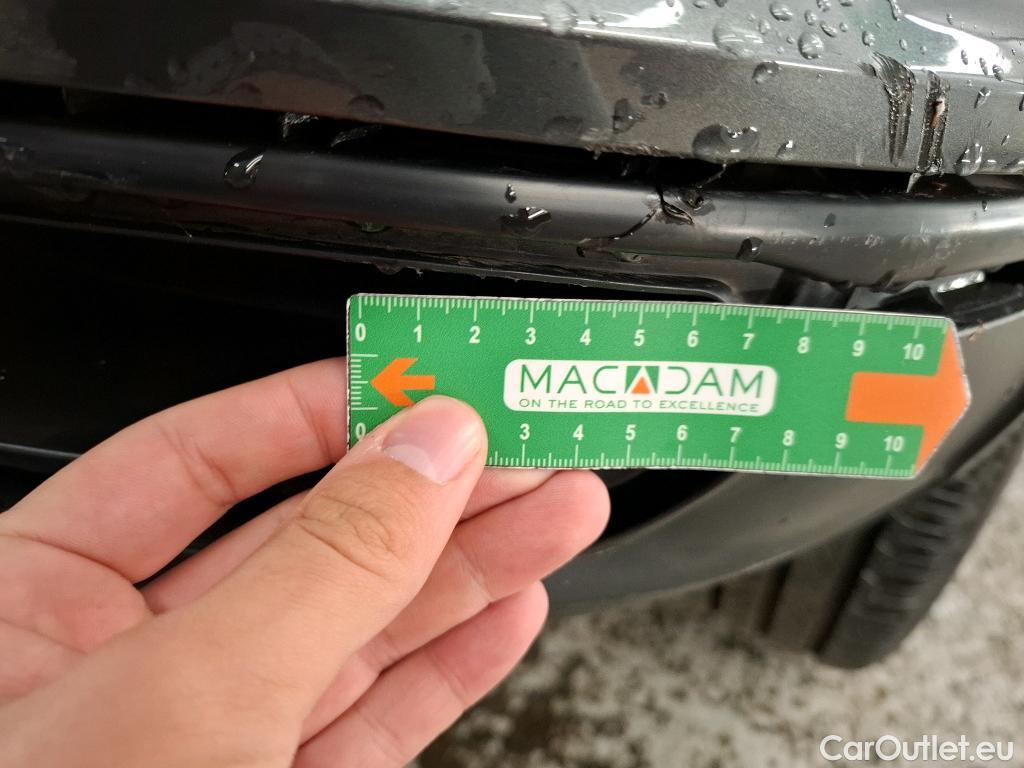 0 1 2 3 4 5 6 7 8 9 10
MACADAM
ON THE ROAD TO EXCELLENCE
0 3 4 5 6 7 8 9 10
CarOutlet.eu